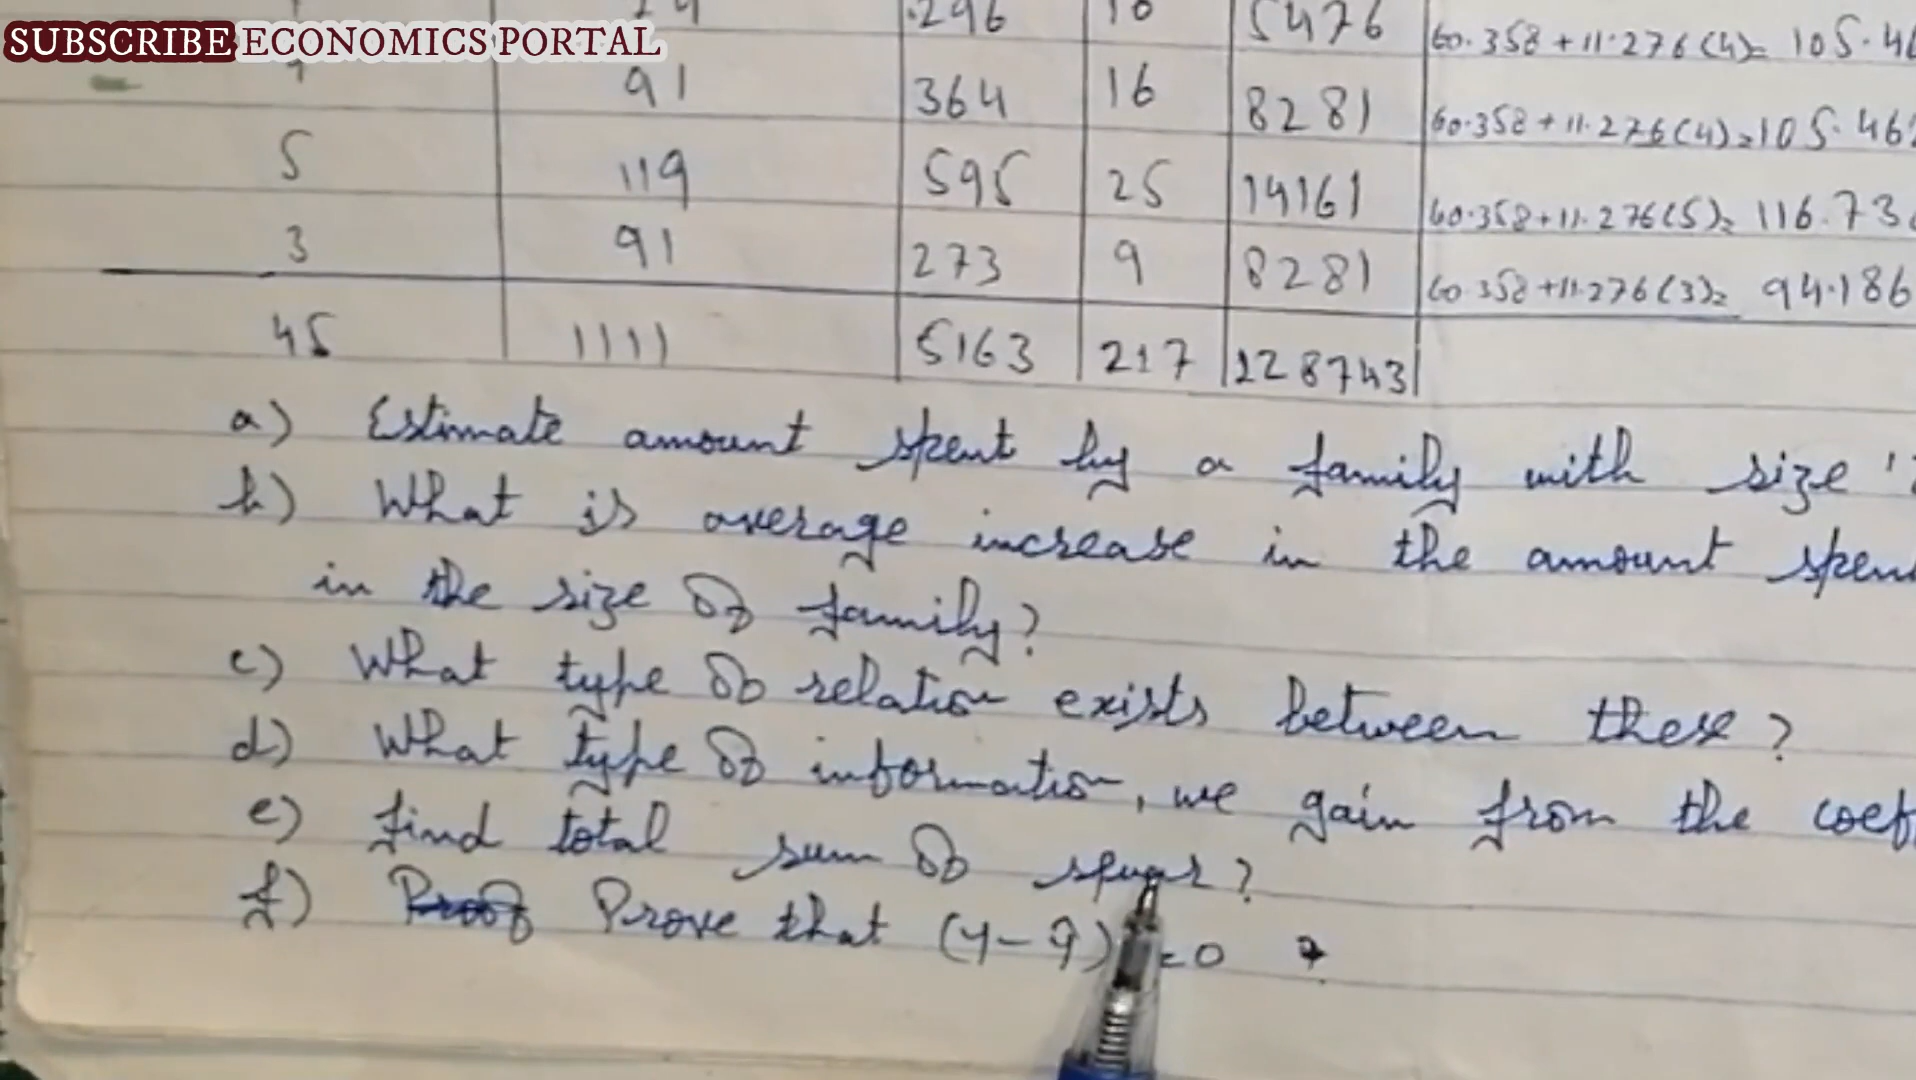 SUBSCRIBE ECONOMICS PORTAL
296 5476 60.358+11.276(4)= 105.46
91 364 16 8281 60.358+11.276(4)=105.46
5 119 595 25 14161 60.358+11.276(5)= 116.73
3 91 273 9 8281 60.358+11.276(3)= 94.186
45 1111 5163 217 128743
a) Estimate amount spent by a family with size
b) What is average increase in the amount spen
in the size of family?
c) What type of relation exists between these?
d) What type of information, we gain from the coef
e) find total sum of squar?
f) Proof Prove that (Y-Ŷ) =0